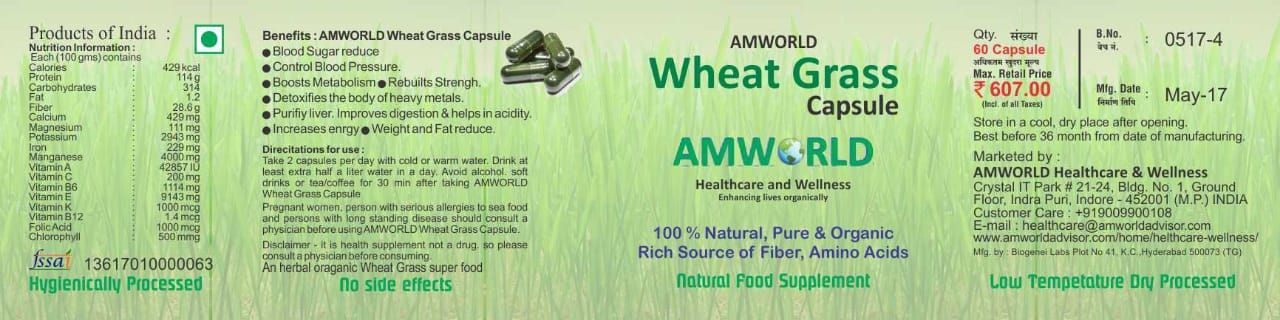 Products of India :
Nutrition Information :
Each (100 gms) contains
Calories : 429 kcal
Protein : 114 g
Carbohydrates : 314
Fat : 1.2
Fiber : 28.6 g
Calcium : 429 mg
Magnesium : 111 mg
Potassium : 2943 mg
Iron : 229 mg
Manganese : 4000 mg
Vitamin A : 42857 IU
Vitamin C : 200 mg
Vitamin B6 : 1114 mg
Vitamin E : 9143 mg
Vitamin K : 1000 mcg
Vitamin B12 : 1.4 mcg
Folic Acid : 1000 mcg
Chlorophyll : 500 mmg
fssai 13617010000063
Hygienically Processed
Benefits : AMWORLD Wheat Grass Capsule
● Blood Sugar reduce
● Control Blood Pressure.
● Boosts Metabolism ● Rebuilts Strengh.
● Detoxifies the body of heavy metals.
● Purifiy liver. Improves digestion & helps in acidity.
● Increases enrgy ● Weight and Fat reduce.
Direcitations for use :
Take 2 capsules per day with cold or warm water. Drink at
least extra half a liter water in a day. Avoid alcohol. soft
drinks or tea/coffee for 30 min after taking AMWORLD
Wheat Grass Capsule
Pregnant women, person with serious allergies to sea food
and persons with long standing disease should consult a
physician before using AMWORLD Wheat Grass Capsule.
Disclaimer - it is health supplement not a drug. so please
consult a physician before consuming.
An herbal oraganic Wheat Grass super food
No side effects
AMWORLD
Wheat Grass
Capsule
AMWORLD
Healthcare and Wellness
Enhancing lives organically
100 % Natural, Pure & Organic
Rich Source of Fiber, Amino Acids
Natural Food Supplement
Qty. संख्या
60 Capsule
अधिकतम खुदरा मूल्य
Max. Retail Price
₹ 607.00
(Incl. of all Taxes)
B.No. : 0517-4
बेच नं.
Mfg. Date : May-17
निर्माण तिथि
Store in a cool, dry place after opening.
Best before 36 month from date of manufacturing.
Marketed by :
AMWORLD Healthcare & Wellness
Crystal IT Park # 21-24, Bldg. No. 1, Ground
Floor, Indra Puri, Indore - 452001 (M.P.) INDIA
Customer Care : +919009900108
E-mail : healthcare@amworldadvisor.com
www.amworldadvisor.com/home/helthcare-wellness/
Mfg. by : Biogenei Labs Plot No 41, K.C.,Hyderabad 500073 (TG)
Low Tempetature Dry Processed